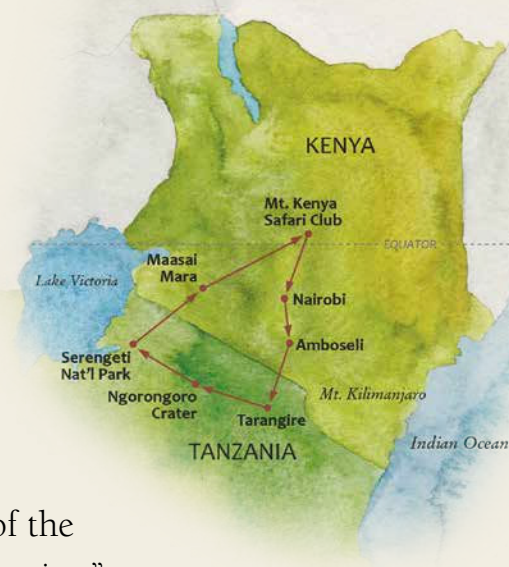 KENYA
Mt. Kenya
Safari Club
EQUATOR
Maasai
Mara
Lake Victoria
Nairobi
Amboseli
Serengeti
Nat'l Park
Mt. Kilimanjaro
Ngorongoro
Crater
Tarangire
Indian Ocean
TANZANIA
of the